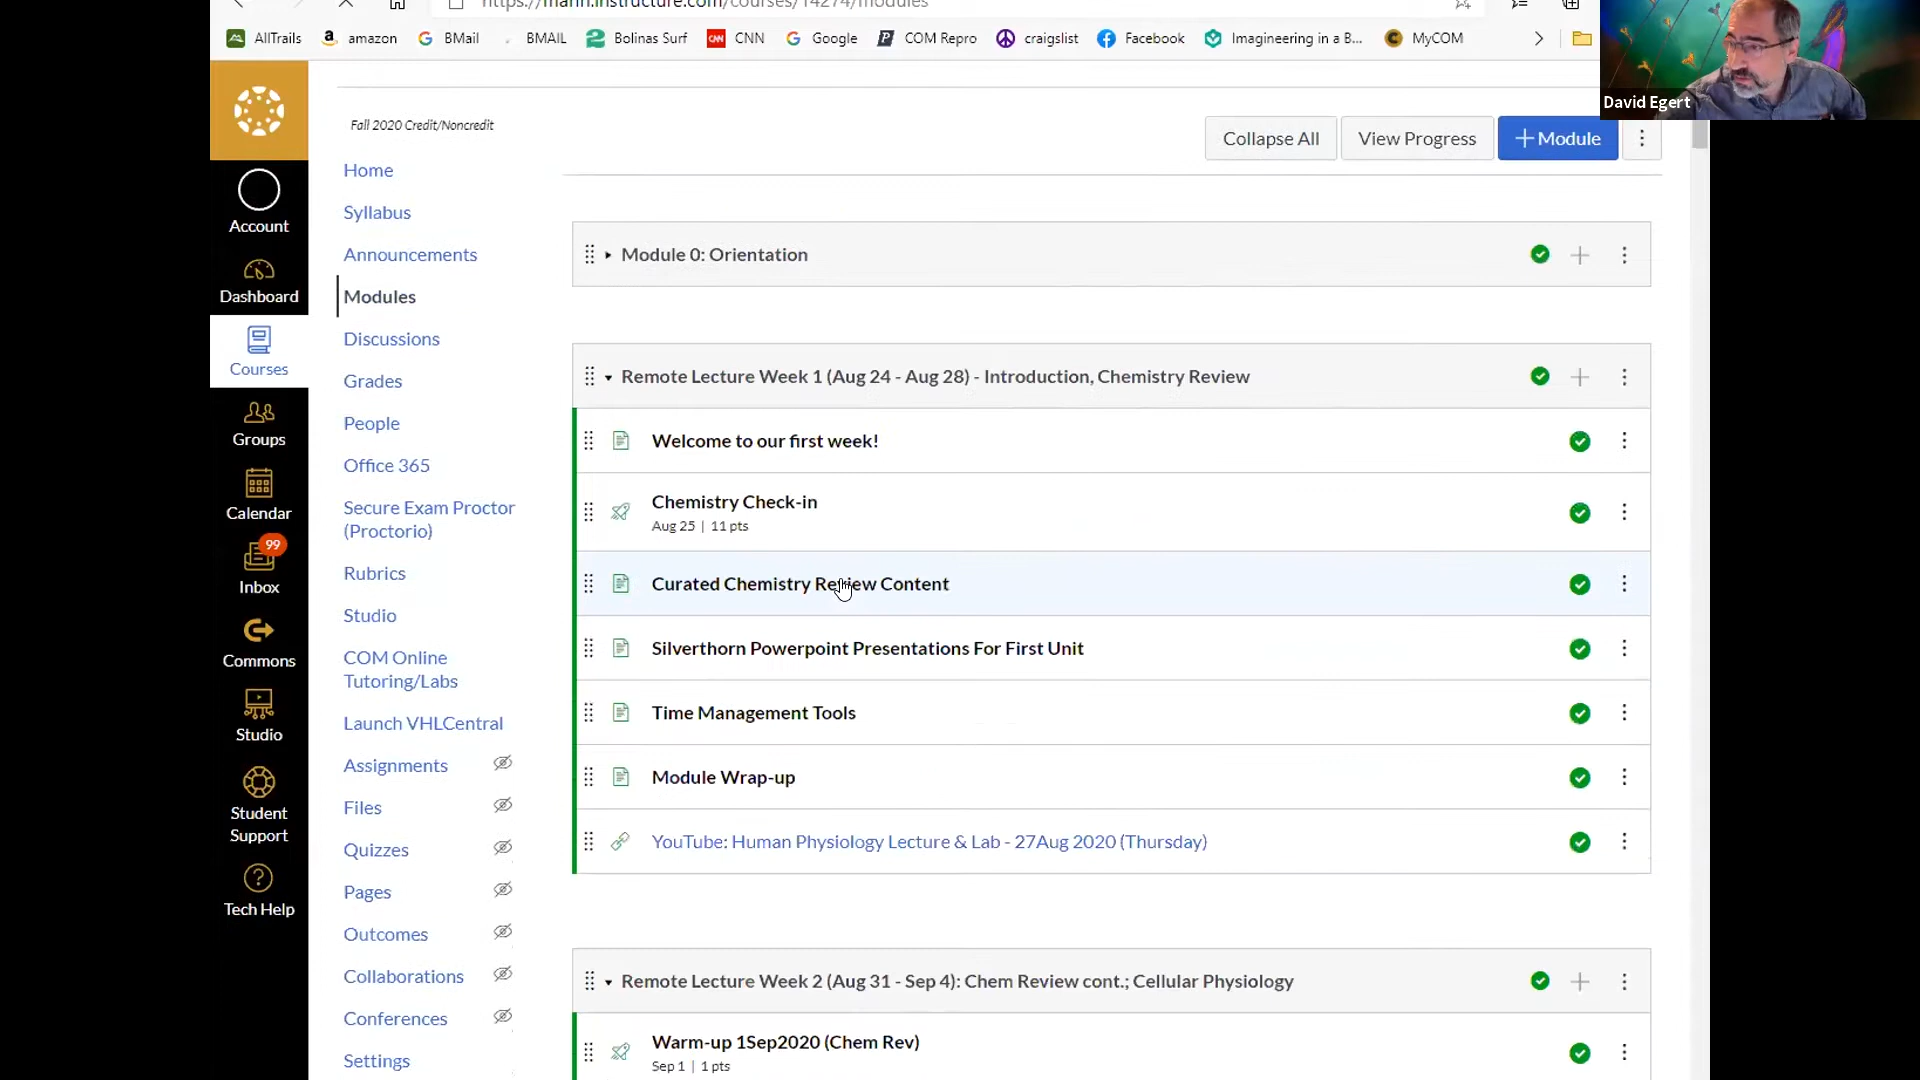 https://marin.instructure.com/courses/14274/modules
AllTrails
amazon
BMail
BMAIL
Bolinas Surf
CNN
Google
COM Repro
craigslist
Facebook
Imagineering in a B...
MyCOM
David Egert
Fall 2020 Credit/Noncredit
Collapse All
View Progress
+Module
Account
Dashboard
Courses
Groups
Calendar
99
Inbox
Commons
Studio
Student
Support
Tech Help
Home
Syllabus
Announcements
Modules
Discussions
Grades
People
Office 365
Secure Exam Proctor
(Proctorio)
Rubrics
Studio
COM Online
Tutoring/Labs
Launch VHLCentral
Assignments
Files
Quizzes
Pages
Outcomes
Collaborations
Conferences
Settings
Module 0: Orientation
Remote Lecture Week 1 (Aug 24 - Aug 28) - Introduction, Chemistry Review
Welcome to our first week!
Chemistry Check-in
Aug 25 | 11 pts
Curated Chemistry Review Content
Silverthorn Powerpoint Presentations For First Unit
Time Management Tools
Module Wrap-up
YouTube: Human Physiology Lecture & Lab - 27Aug 2020 (Thursday)
Remote Lecture Week 2 (Aug 31 - Sep 4): Chem Review cont.; Cellular Physiology
Warm-up 1Sep2020 (Chem Rev)
Sep 1 | 1 pts